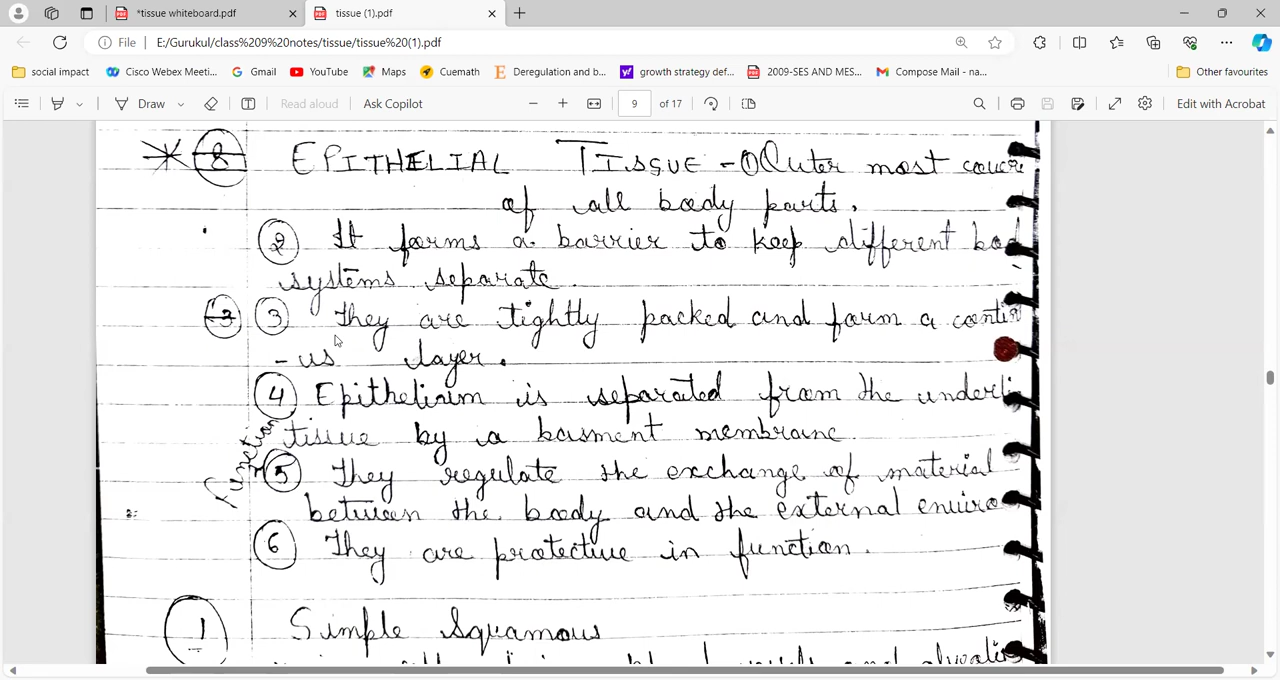 *tissue whiteboard.pdf
tissue (1).pdf
File E:/Gurukul/class%209%20notes/tissue/tissue%20(1).pdf
social impact Cisco Webex Meeti... Gmail YouTube Maps Cuemath Deregulation and b... growth strategy def... 2009-SES AND MES... Compose Mail - na... Other favourites
Draw Read aloud Ask Copilot 9 of 17 Edit with Acrobat
8 EPITHELIAL TISSUE - ① Outer most cover
of all body parts.
② It forms a barrier to keep different bod
systems separate.
3 ③ They are tightly packed and form a contin
- us layer.
④ Epithelium is separated from the underli
tissue by a basment membrane.
function
⑤ They regulate the exchange of material
between the body and the external enviro
⑥ They are protective in function.
① Simple Squamous